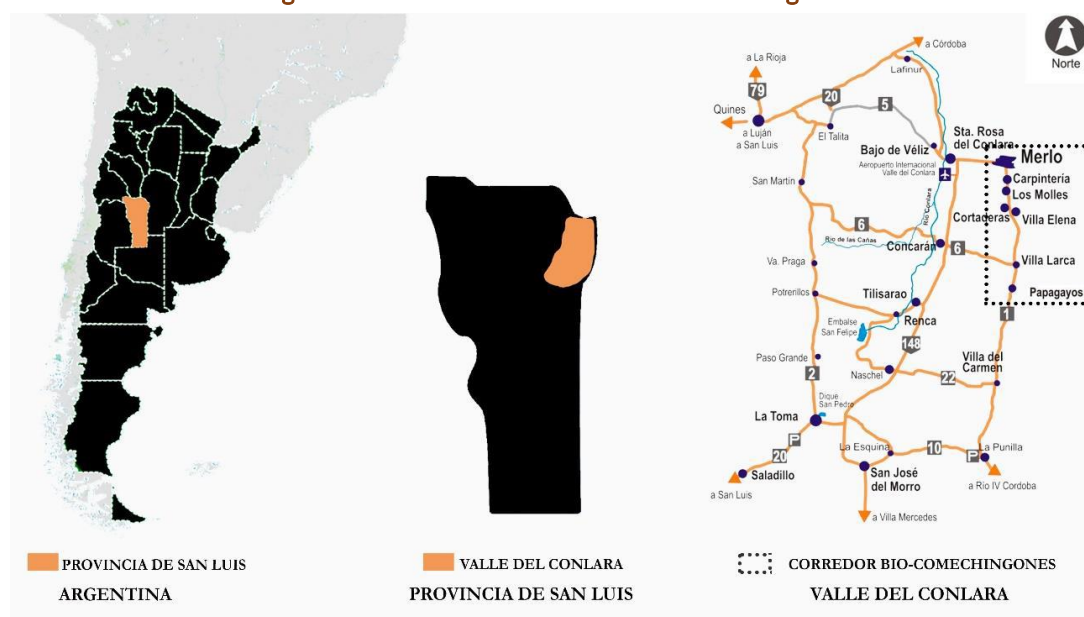 Norte
a Córdoba
a La Rioja
Lafinur
79
20
5
Quines
a Luján
a San Luis
El Talita
Sta. Rosa
del Conlara
Bajo de Véliz
Merlo
Aeropuerto Internacional
Valle del Conlara
Carpintería
Los Molles
San Martín
Río Conlara
Cortaderas
Villa Elena
6
Rio de las Cañas
Concarán
6
Va. Praga
Villa Larca
Potrerillos
Tilisarao
Papagayos
Renca
1
Embalse
San Felipe
148
Paso Grande
Villa del
Carmen
2
Naschel
22
Dique
San Pedro
La Toma
P
La Esquina
10
P
La Punilla
20
Saladillo
San José
del Morro
a Rio IV Cordoba
a San Luis
a Villa Mercedes
PROVINCIA DE SAN LUIS
VALLE DEL CONLARA
CORREDOR BIO-COMECHINGONES
ARGENTINA
PROVINCIA DE SAN LUIS
VALLE DEL CONLARA